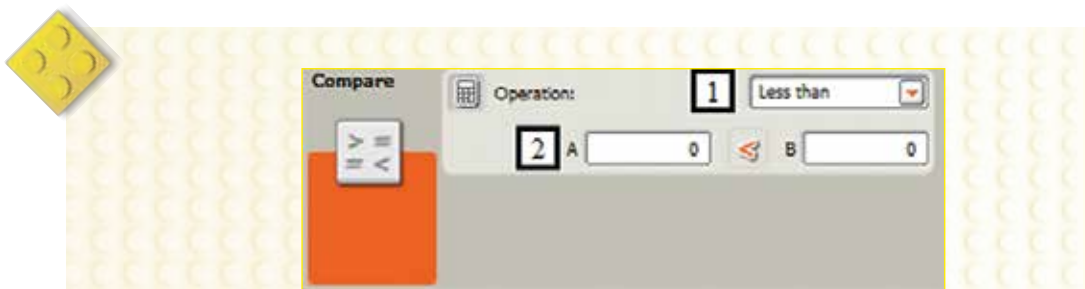 Compare
Operation: 1 Less than
> =
= <
2 A 0 < B 0